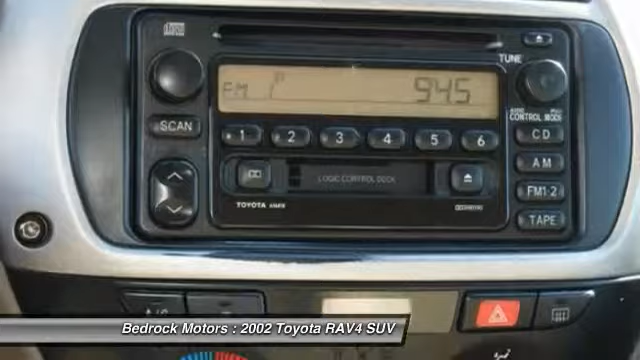 TUNE
FM 1 94.5
CONTROL MODE
SCAN
1 2 3 4 5 6
CD
AM
LOGIC CONTROL DECK
FM1·2
TOYOTA
TAPE
A/C
Bedrock Motors : 2002 Toyota RAV4 SUV